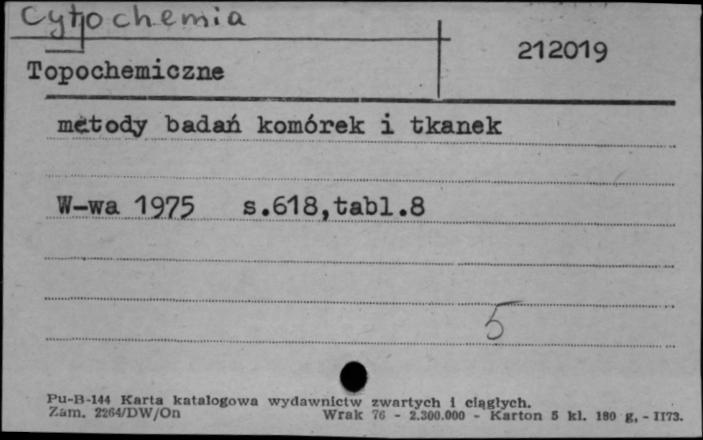 Cytochemia
212019
Topochemiczne
metody badań komórek i tkanek
W-wa 1975 s.618,tabl.8
5
Pu-B-144 Karta katalogowa wydawnictw zwartych i ciągłych.
Zam. 2264/DW/On Wrak 76 - 2.300.000 - Karton 5 kl. 180 g. - II73.